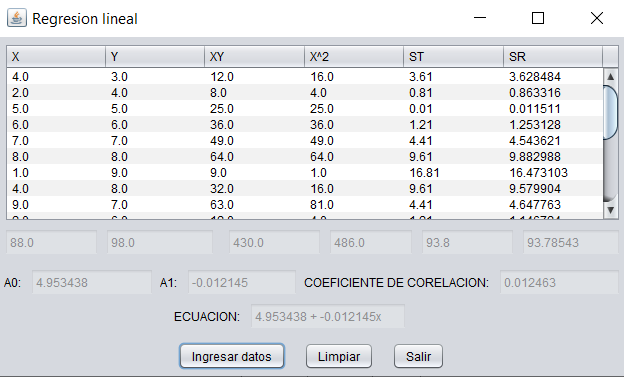 Regresion lineal
X Y XY X^2 ST SR
4.0 3.0 12.0 16.0 3.61 3.628484
2.0 4.0 8.0 4.0 0.81 0.863316
5.0 5.0 25.0 25.0 0.01 0.011511
6.0 6.0 36.0 36.0 1.21 1.253128
7.0 7.0 49.0 49.0 4.41 4.543621
8.0 8.0 64.0 64.0 9.61 9.882988
1.0 9.0 9.0 1.0 16.81 16.473103
4.0 8.0 32.0 16.0 9.61 9.579904
9.0 7.0 63.0 81.0 4.41 4.647763
88.0 98.0 430.0 486.0 93.8 93.78543
A0: 4.953438 A1: -0.012145 COEFICIENTE DE CORELACION: 0.012463
ECUACION: 4.953438 + -0.012145x
Ingresar datos Limpiar Salir